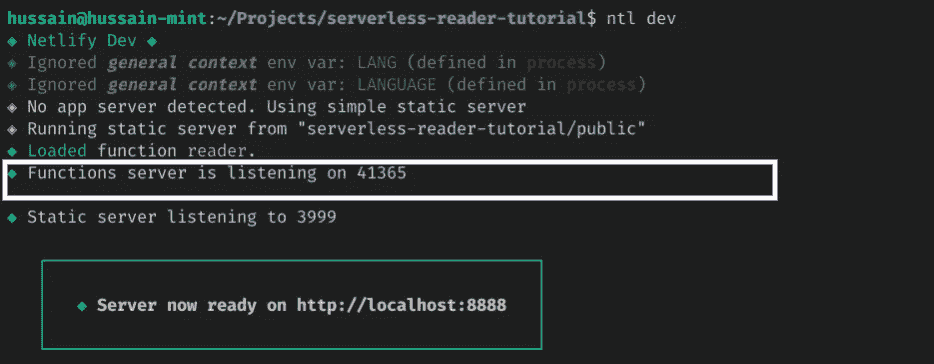 hussain@hussain-mint:~/Projects/serverless-reader-tutorial$ ntl dev
◈ Netlify Dev ◈
◈ Ignored general context env var: LANG (defined in process)
◈ Ignored general context env var: LANGUAGE (defined in process)
◈ No app server detected. Using simple static server
◈ Running static server from "serverless-reader-tutorial/public"
◈ Loaded function reader.
◈ Functions server is listening on 41365
◈ Static server listening to 3999
◈ Server now ready on http://localhost:8888